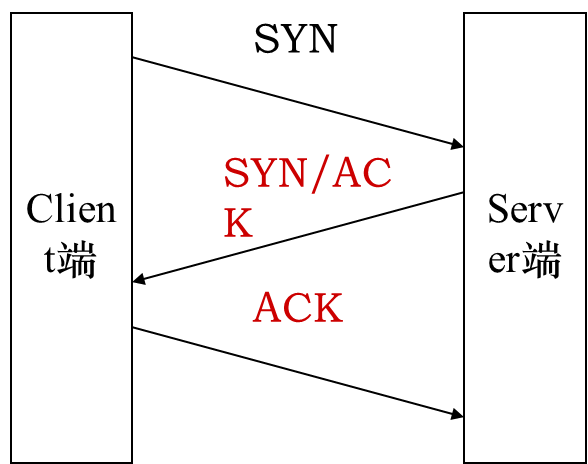 SYN
SYN/AC
K
Clien
t端
Serv
er端
ACK